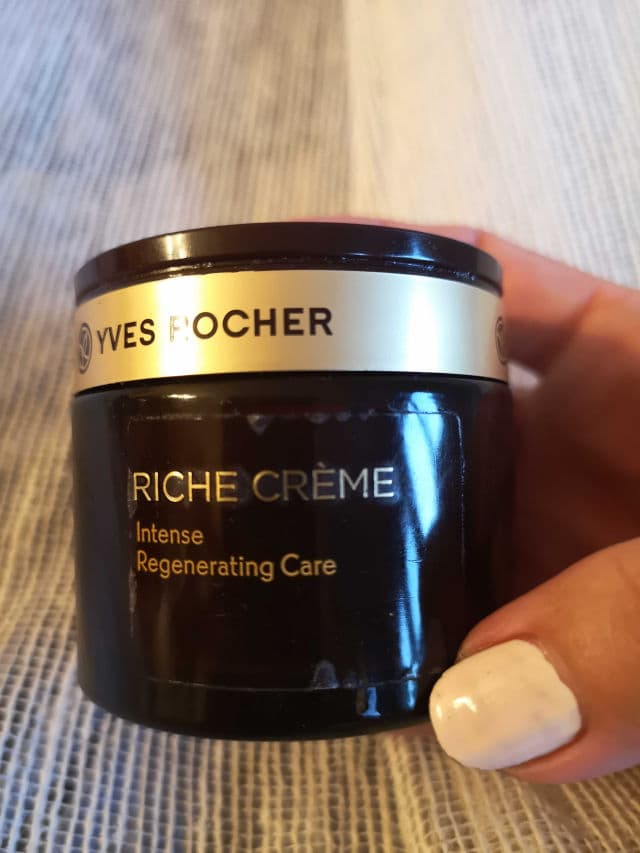 YVES ROCHER
RICHE CRÈME
Intense
Regenerating Care